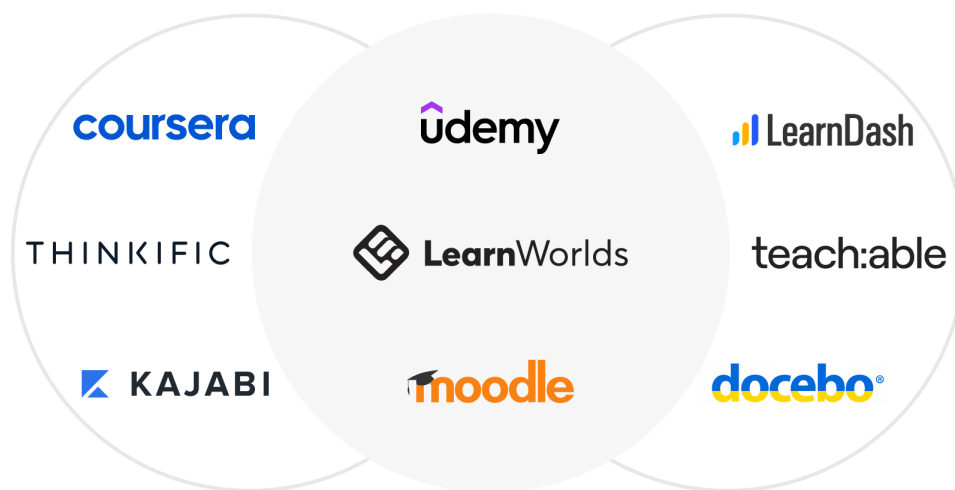 coursera
udemy
LearnDash
THINKIFIC
LearnWorlds
teach:able
KAJABI
moodle
docebo®